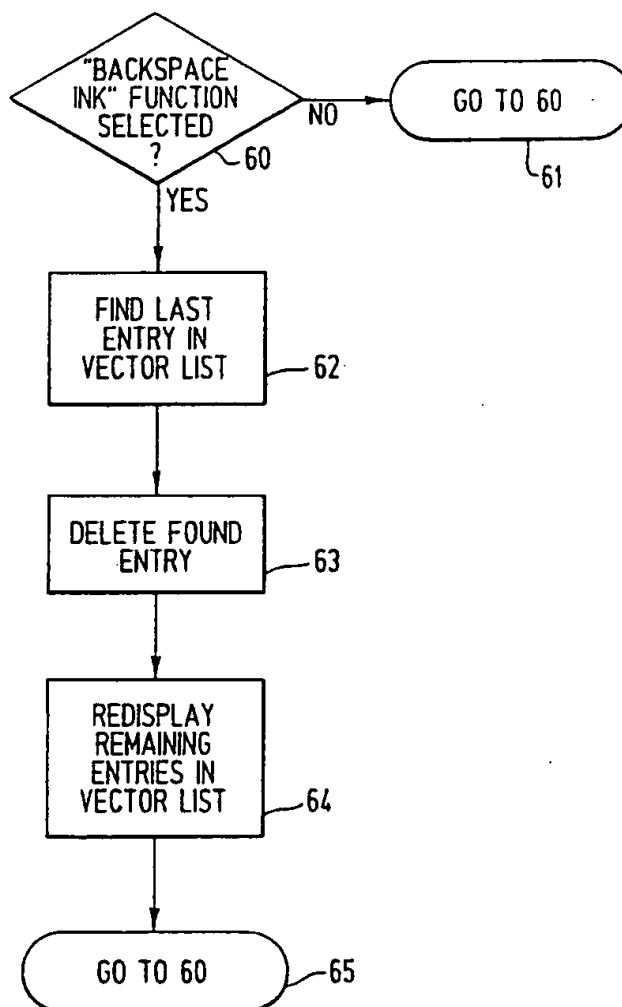 "BACKSPACE
INK" FUNCTION
SELECTED
?
60
NO
GO TO 60
61
YES
FIND LAST
ENTRY IN
VECTOR LIST
62
DELETE FOUND
ENTRY
63
REDISPLAY
REMAINING
ENTRIES IN
VECTOR LIST
64
GO TO 60
65